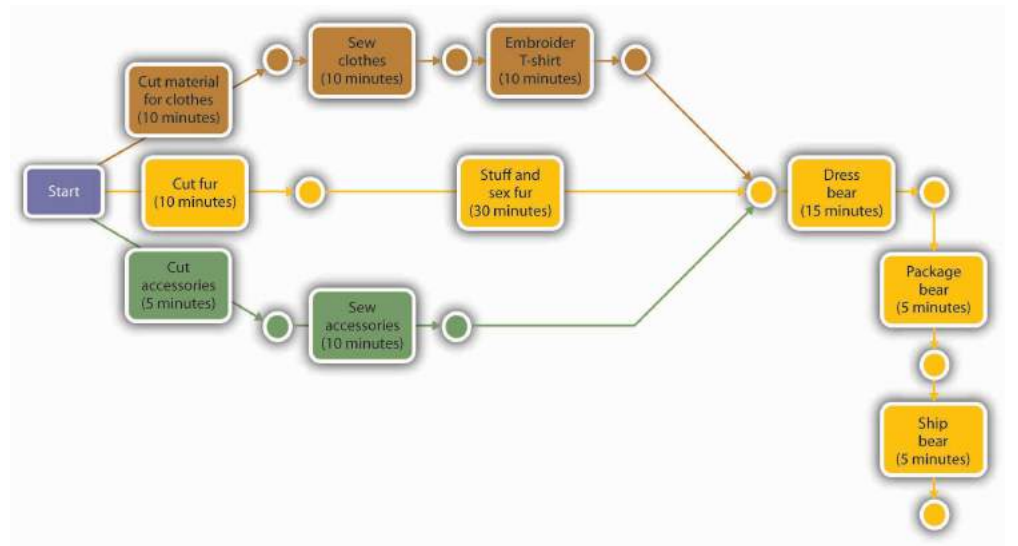 Start
Cut material
for clothes
(10 minutes)
Sew
clothes
(10 minutes)
Embroider
T-shirt
(10 minutes)
Cut fur
(10 minutes)
Stuff and
sex fur
(30 minutes)
Cut
accessories
(5 minutes)
Sew
accessories
(10 minutes)
Dress
bear
(15 minutes)
Package
bear
(5 minutes)
Ship
bear
(5 minutes)